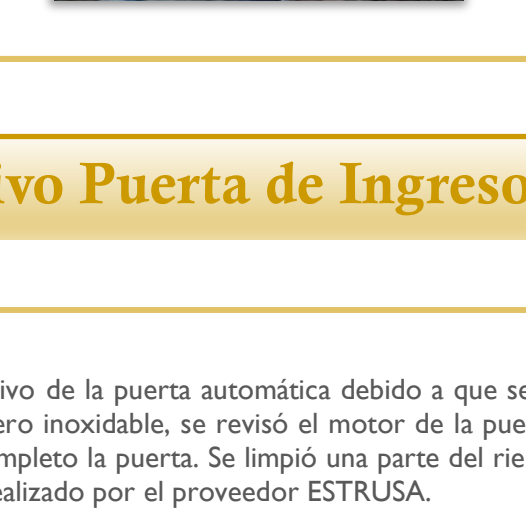 ivo Puerta de Ingreso
ivo de la puerta automática debido a que se
ero inoxidable, se revisó el motor de la pue
mpleto la puerta. Se limpió una parte del rie
ealizado por el proveedor ESTRUSA.